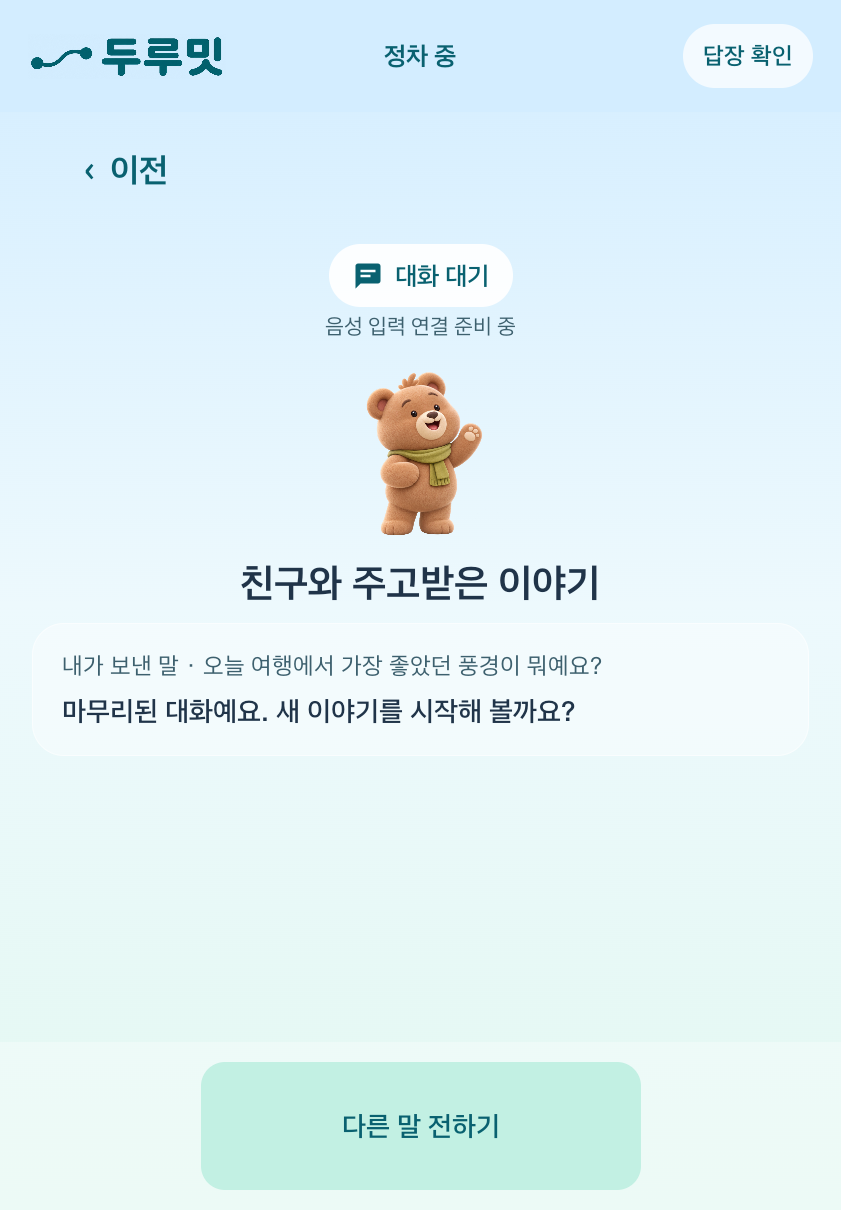 두루밋
정차 중
답장 확인
‹ 이전
대화 대기
음성 입력 연결 준비 중
친구와 주고받은 이야기
내가 보낸 말 · 오늘 여행에서 가장 좋았던 풍경이 뭐예요?
마무리된 대화예요. 새 이야기를 시작해 볼까요?
다른 말 전하기